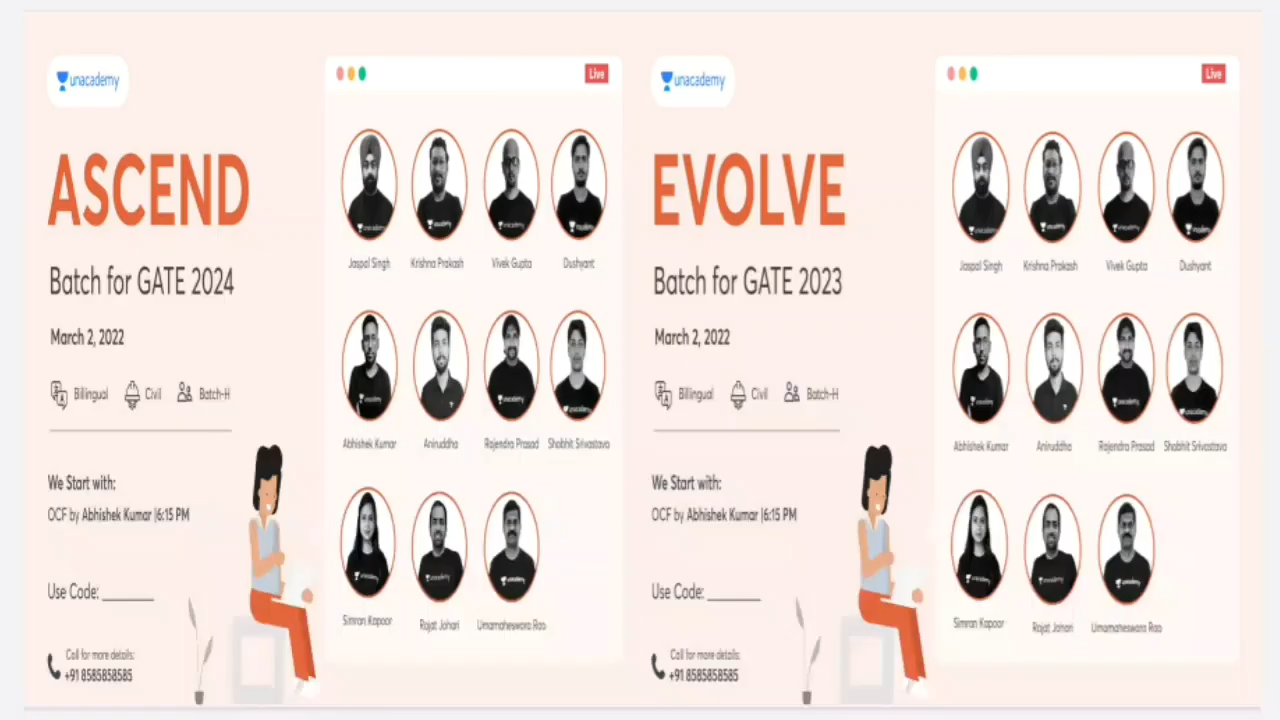 unacademy
ASCEND
Batch for GATE 2024
March 2, 2022
Billingual Civil Batch-H
We Start with:
OCF by Abhishek Kumar |6:15 PM
Use Code: ________
Call for more details:
+91 8585858585
Live
Jaspal Singh Krishna Prakash Vivek Gupta Dushyant
Abhishek Kumar Aniruddha Rajendra Prasad Shobhit Srivastava
Simran Kapoor Rajat Johari Umamaheswara Rao
unacademy
EVOLVE
Batch for GATE 2023
March 2, 2022
Billingual Civil Batch-H
We Start with:
OCF by Abhishek Kumar |6:15 PM
Use Code: ________
Call for more details:
+91 8585858585
Live
Jaspal Singh Krishna Prakash Vivek Gupta Dushyant
Abhishek Kumar Aniruddha Rajendra Prasad Shobhit Srivastava
Simran Kapoor Rajat Johari Umamaheswara Rao